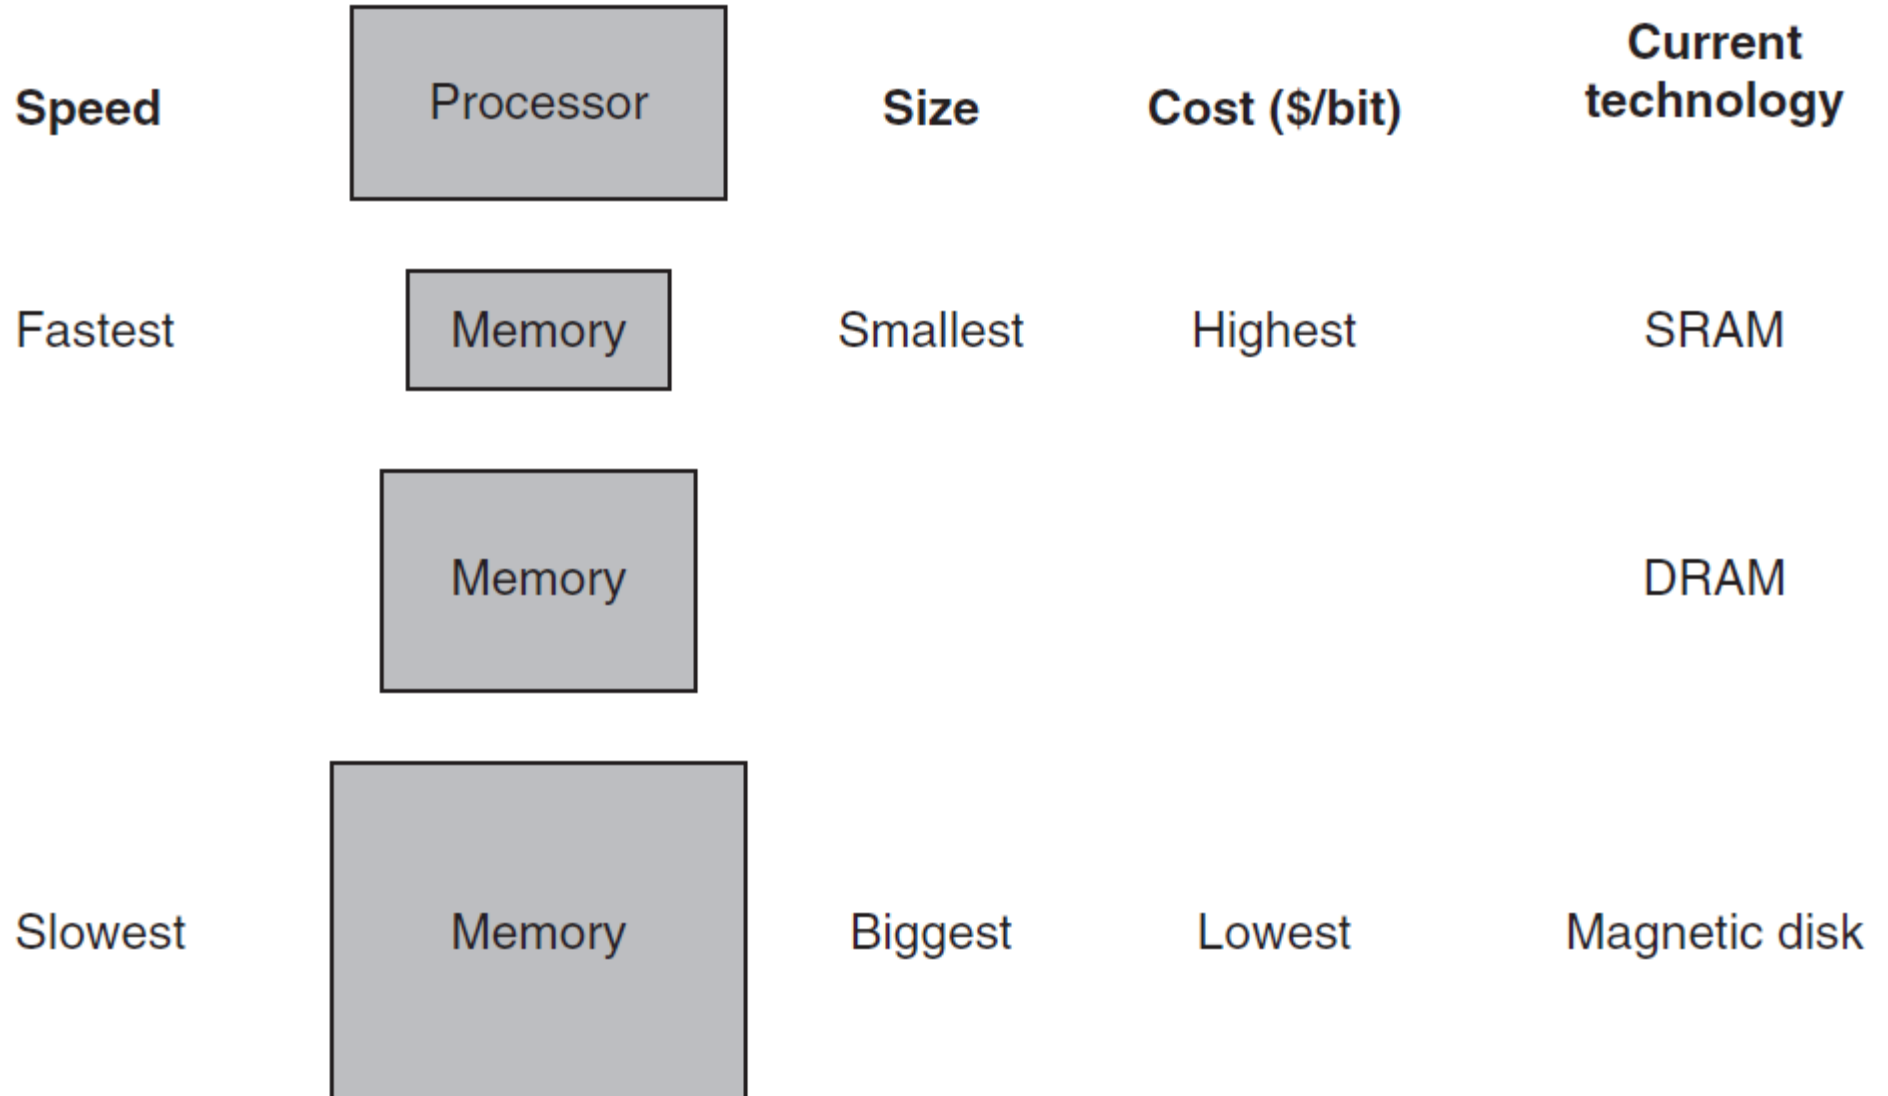 Speed
Processor
Size
Cost ($/bit)
Current
technology
Fastest
Memory
Smallest
Highest
SRAM
Memory
DRAM
Slowest
Memory
Biggest
Lowest
Magnetic disk